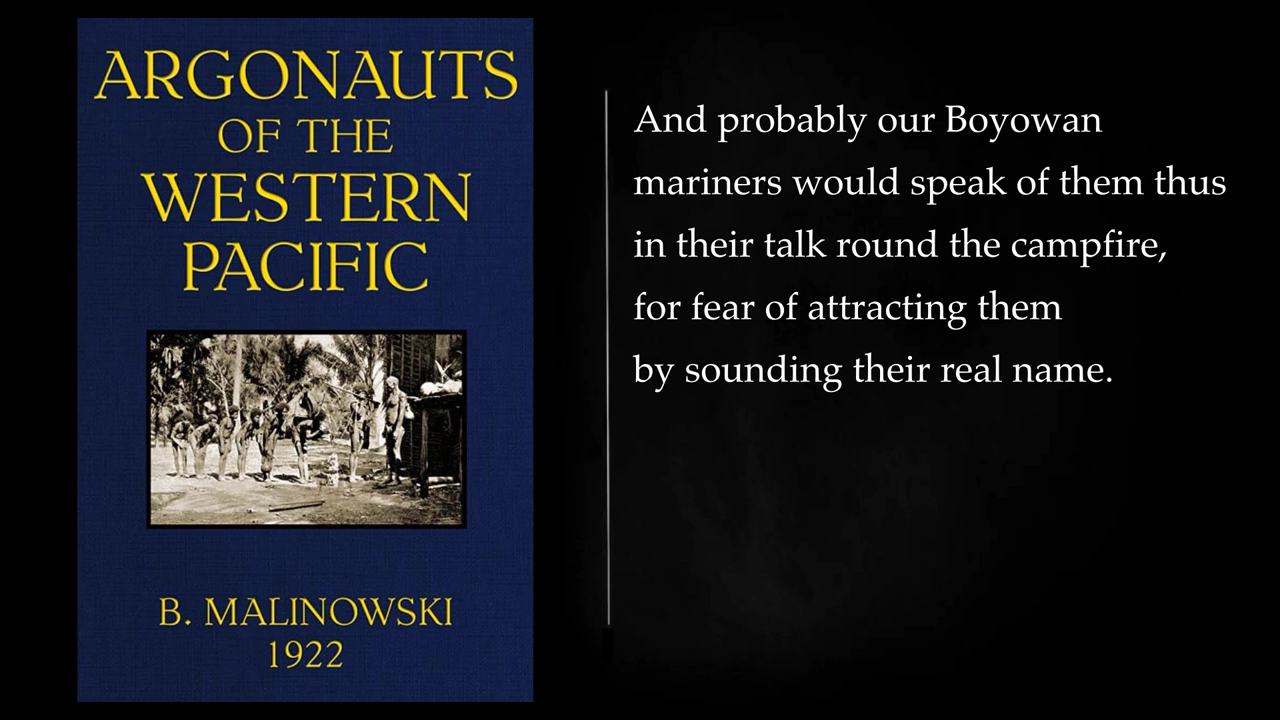 ARGONAUTS
OF THE
WESTERN
PACIFIC
B. MALINOWSKI
1922
And probably our Boyowan
mariners would speak of them thus
in their talk round the campfire,
for fear of attracting them
by sounding their real name.